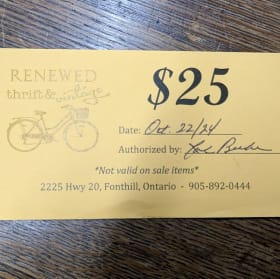 RENEWED
thrift & vintage
$25
Date: Oct. 22/24
Authorized by:
*Not valid on sale items*
2225 Hwy 20, Fonthill, Ontario - 905-892-0444